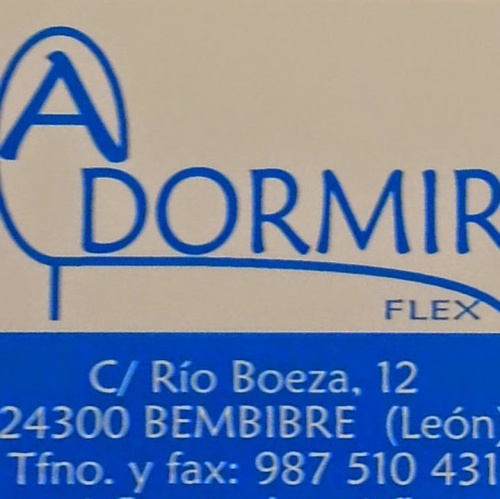 A
DORMIR
FLEX
C/ Río Boeza, 12
24300 BEMBIBRE (León)
Tfno. y fax: 987 510 431